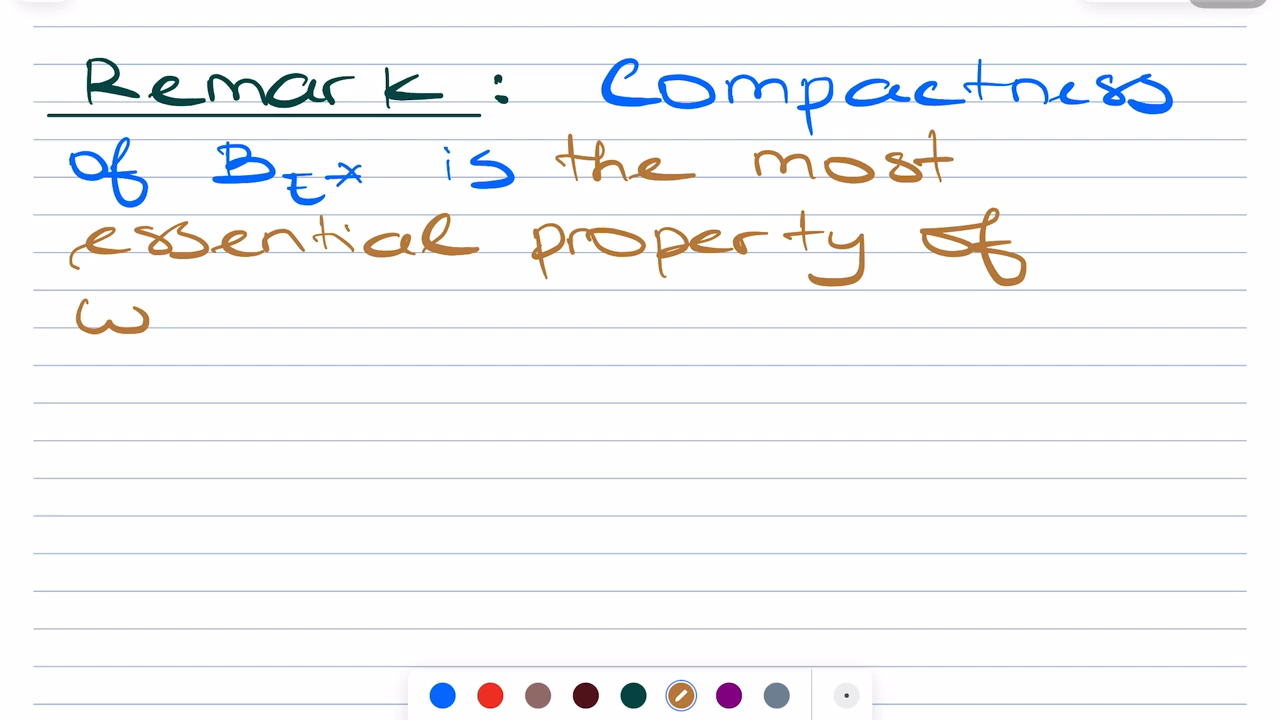 Remark: Compactness
of B_{E*} is the most
essential property of
w